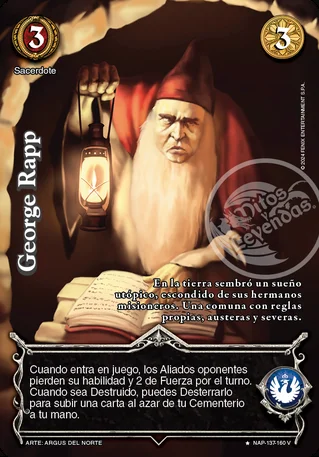 3
3
Sacerdote
© 2024 FENIX ENTERTAINMENT S.P.A.
George Rapp
Mitos y
Leyendas.
En la tierra sembró un sueño
utópico, escondido de sus hermanos
misioneros. Una comuna con reglas
propias, austeras y severas.
Cuando entra en juego, los Aliados oponentes
pierden su habilidad y 2 de Fuerza por el turno.
Cuando sea Destruido, puedes Desterrarlo
para subir una carta al azar de tu Cementerio
a tu mano.
ARTE: ARGUS DEL NORTE
★ NAP-137-160 V